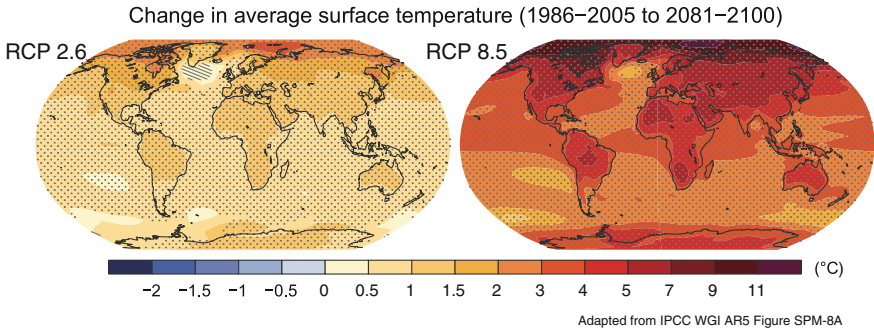 Change in average surface temperature (1986−2005 to 2081−2100)
RCP 2.6
RCP 8.5
−2 −1.5 −1 −0.5 0 0.5 1 1.5 2 3 4 5 7 9 11 (°C)
Adapted from IPCC WGI AR5 Figure SPM-8A